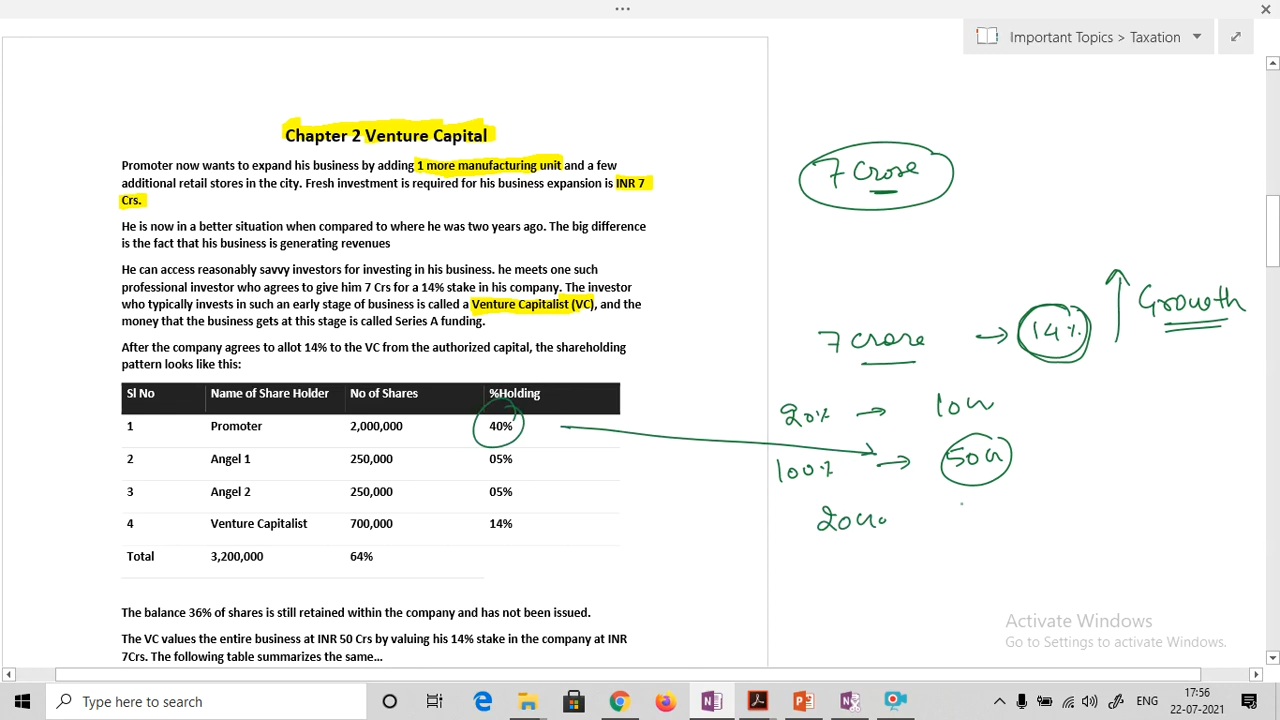 Important Topics > Taxation
Chapter 2 Venture Capital
Promoter now wants to expand his business by adding 1 more manufacturing unit and a few
additional retail stores in the city. Fresh investment is required for his business expansion is INR 7
Crs.
He is now in a better situation when compared to where he was two years ago. The big difference
is the fact that his business is generating revenues
He can access reasonably savvy investors for investing in his business. he meets one such
professional investor who agrees to give him 7 Crs for a 14% stake in his company. The investor
who typically invests in such an early stage of business is called a Venture Capitalist (VC), and the
money that the business gets at this stage is called Series A funding.
After the company agrees to allot 14% to the VC from the authorized capital, the shareholding
pattern looks like this:
Sl No Name of Share Holder No of Shares %Holding
1 Promoter 2,000,000 40%
2 Angel 1 250,000 05%
3 Angel 2 250,000 05%
4 Venture Capitalist 700,000 14%
Total 3,200,000 64%
The balance 36% of shares is still retained within the company and has not been issued.
The VC values the entire business at INR 50 Crs by valuing his 14% stake in the company at INR
7Crs. The following table summarizes the same...
7 crore
7 crore → 14% Growth
20% → 10 cr
100% → 50 cr
20 cr
Activate Windows
Go to Settings to activate Windows.
Type here to search
ENG
17:56
22-07-2021